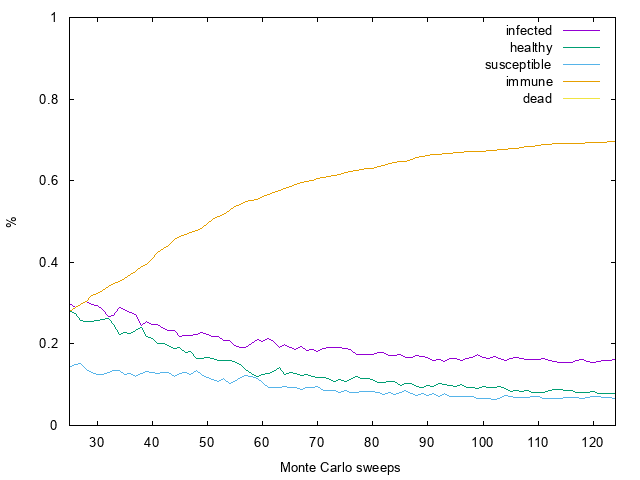 1
0.8
0.6
0.4
0.2
0
%
infected
healthy
susceptible
immune
dead
30 40 50 60 70 80 90 100 110 120
Monte Carlo sweeps